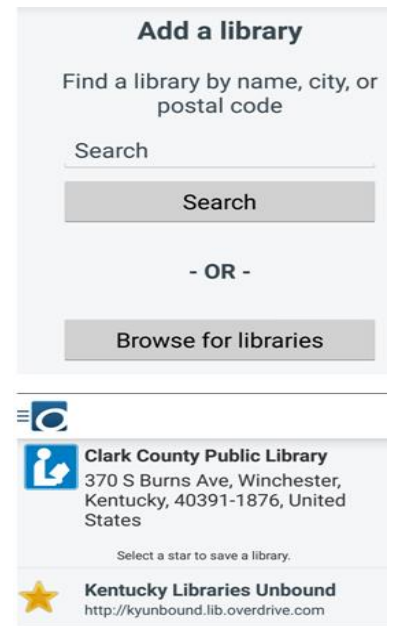 Add a library
Find a library by name, city, or
postal code
Search
Search
- OR -
Browse for libraries
Clark County Public Library
370 S Burns Ave, Winchester,
Kentucky, 40391-1876, United
States
Select a star to save a library.
Kentucky Libraries Unbound
http://kyunbound.lib.overdrive.com